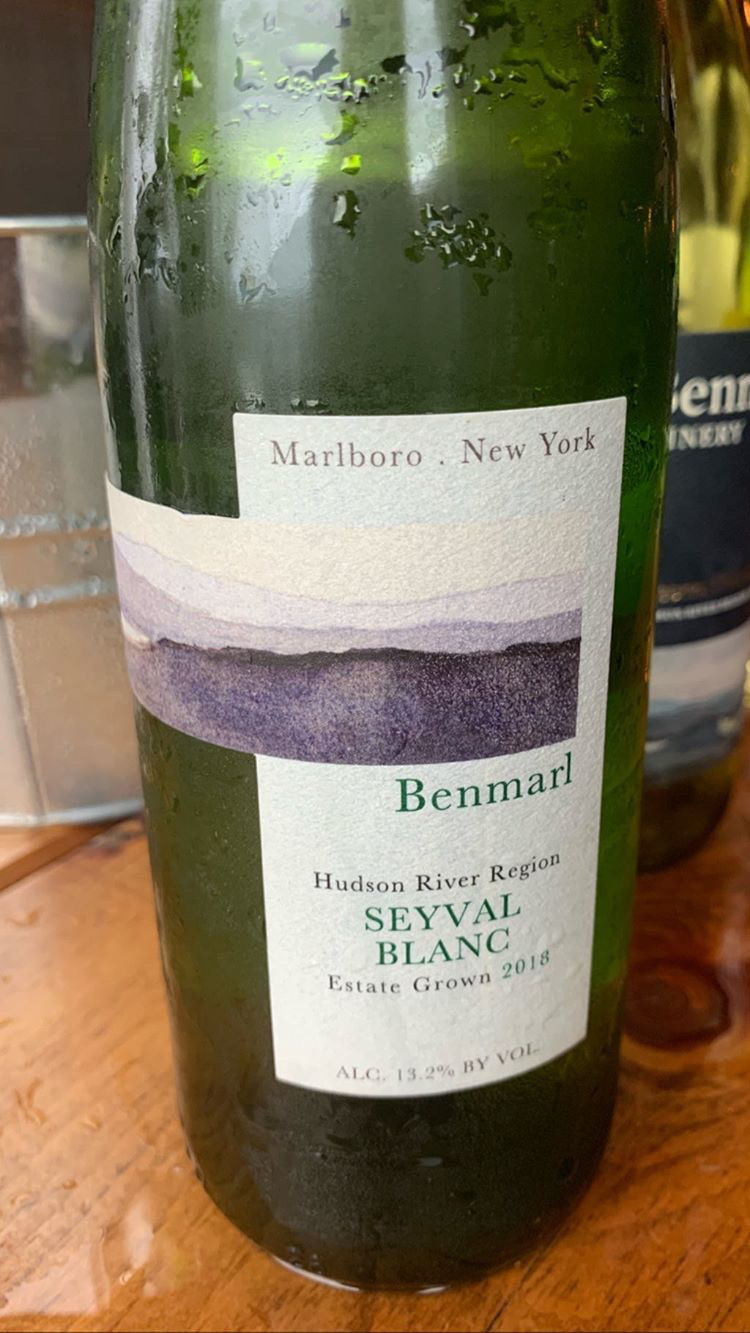 Marlboro . New York
Benmarl
Hudson River Region
SEYVAL
BLANC
Estate Grown 2018
ALC. 13.2% BY VOL.